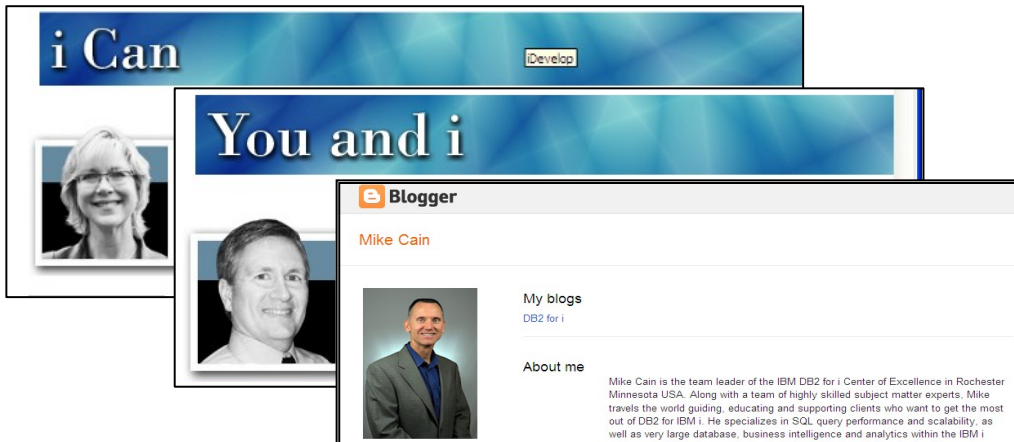 i Can
iDevelop
You and i
Blogger
Mike Cain
My blogs
DB2 for i
About me
Mike Cain is the team leader of the IBM DB2 for i Center of Excellence in Rochester
Minnesota USA. Along with a team of highly skilled subject matter experts, Mike
travels the world guiding, educating and supporting clients who want to get the most
out of DB2 for IBM i. He specializes in SQL query performance and scalability, as
well as very large database, business intelligence and analytics within the IBM i